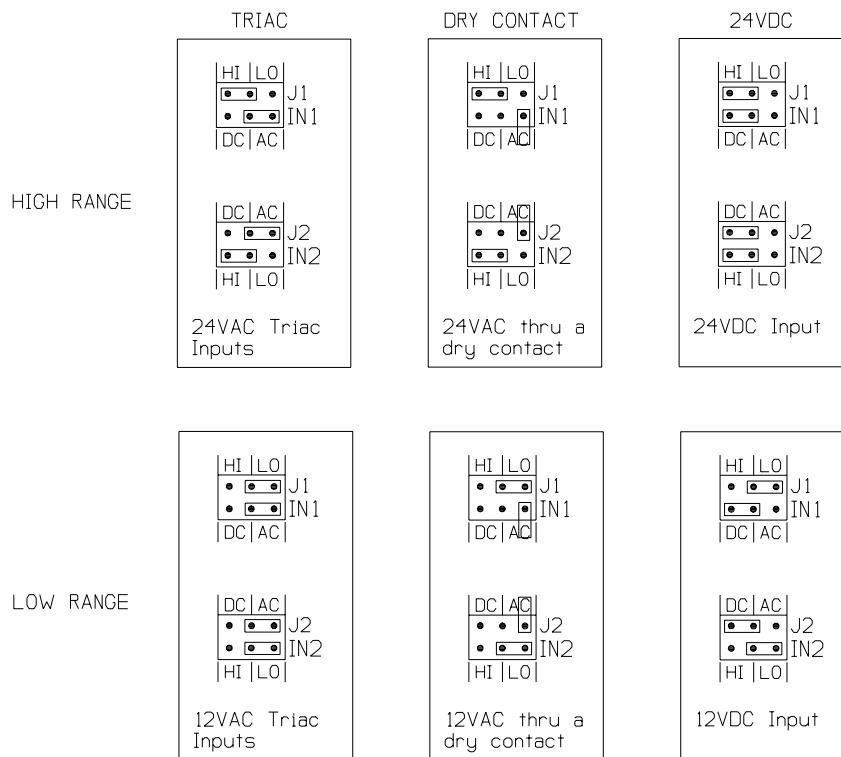 TRIAC DRY CONTACT 24VDC
HI LO HI LO HI LO
J1 J1 J1
IN1 IN1 IN1
DC AC DC AC DC AC
HIGH RANGE
DC AC DC AC DC AC
J2 J2 J2
IN2 IN2 IN2
HI LO HI LO HI LO
24VAC Triac 24VAC thru a 24VDC Input
Inputs dry contact
HI LO HI LO HI LO
J1 J1 J1
IN1 IN1 IN1
DC AC DC AC DC AC
LOW RANGE
DC AC DC AC DC AC
J2 J2 J2
IN2 IN2 IN2
HI LO HI LO HI LO
12VAC Triac 12VAC thru a 12VDC Input
Inputs dry contact